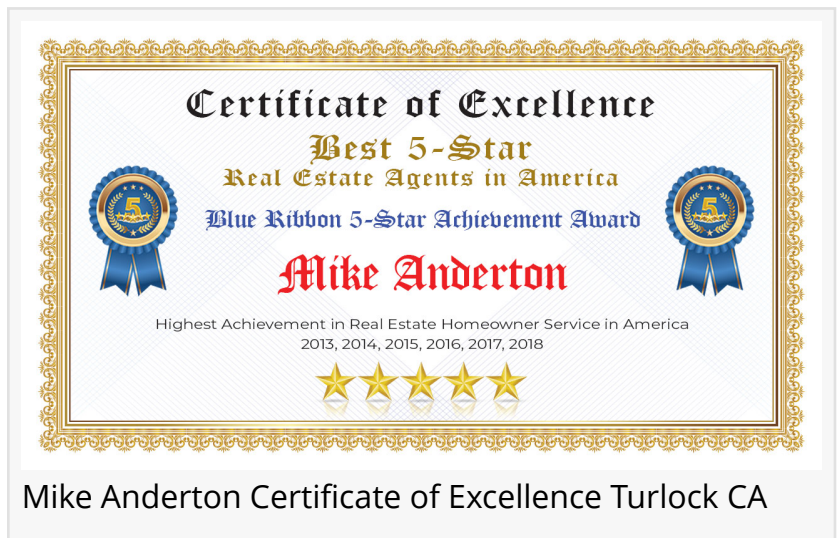 Certificate of Excellence
Best 5-Star
Real Estate Agents in America
Blue Ribbon 5-Star Achievement Award
5
5
Mike Anderton
Highest Achievement in Real Estate Homeowner Service in America
2013, 2014, 2015, 2016, 2017, 2018
Mike Anderton Certificate of Excellence Turlock CA